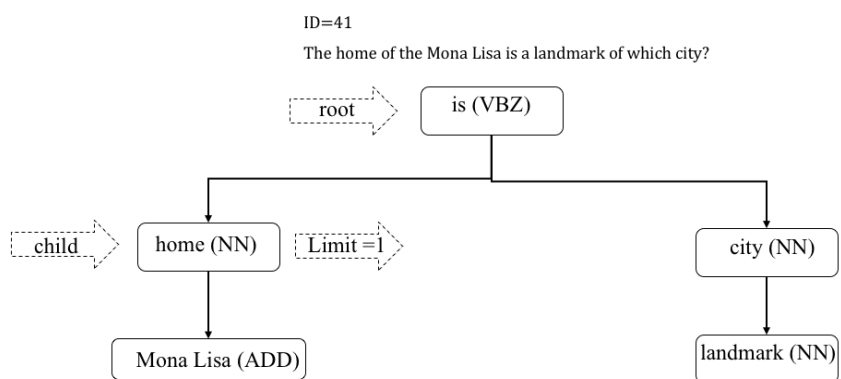 ID=41
The home of the Mona Lisa is a landmark of which city?
root
is (VBZ)
child
home (NN)
Limit =1
city (NN)
Mona Lisa (ADD)
landmark (NN)